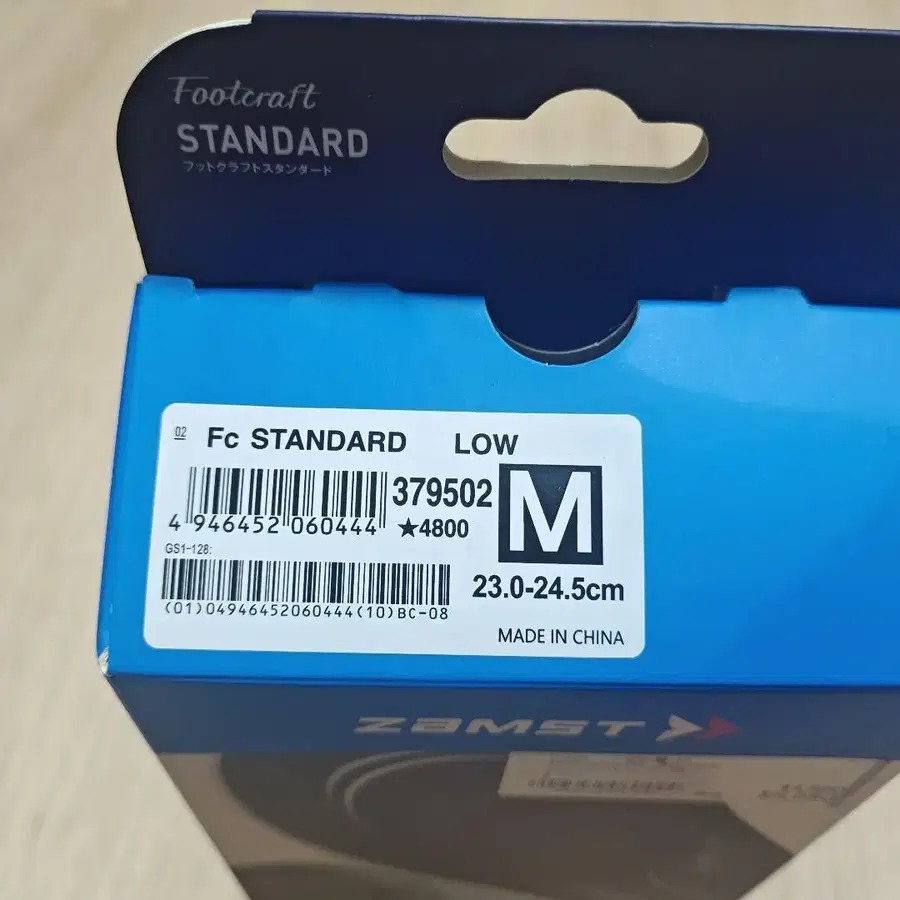 Footcraft
STANDARD
フットクラフトスタンダード
02 Fc STANDARD LOW
379502 M
4 946452 060444 ★4800
GS1-128:
23.0-24.5cm
(01)04946452060444(10)BC-08
MADE IN CHINA
ZAMST